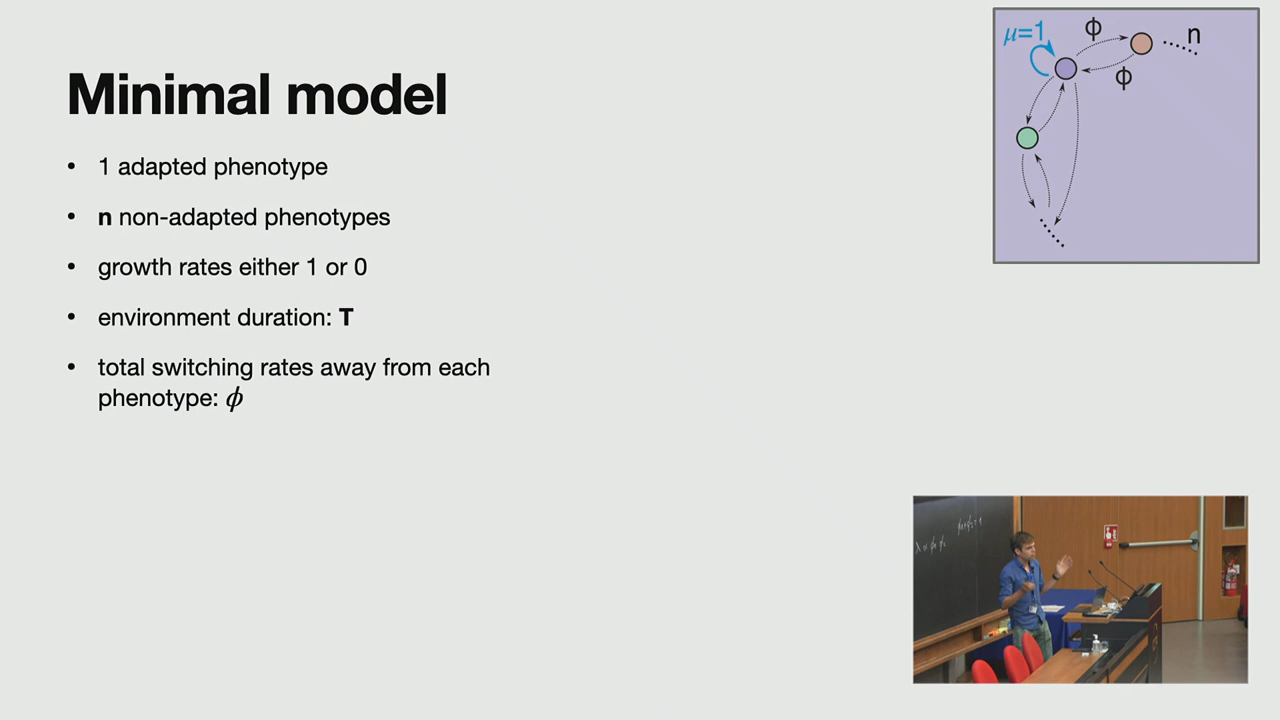 Minimal model
• 1 adapted phenotype
• n non-adapted phenotypes
• growth rates either 1 or 0
• environment duration: T
• total switching rates away from each
phenotype: ϕ
μ=1
ϕ
n
ϕ